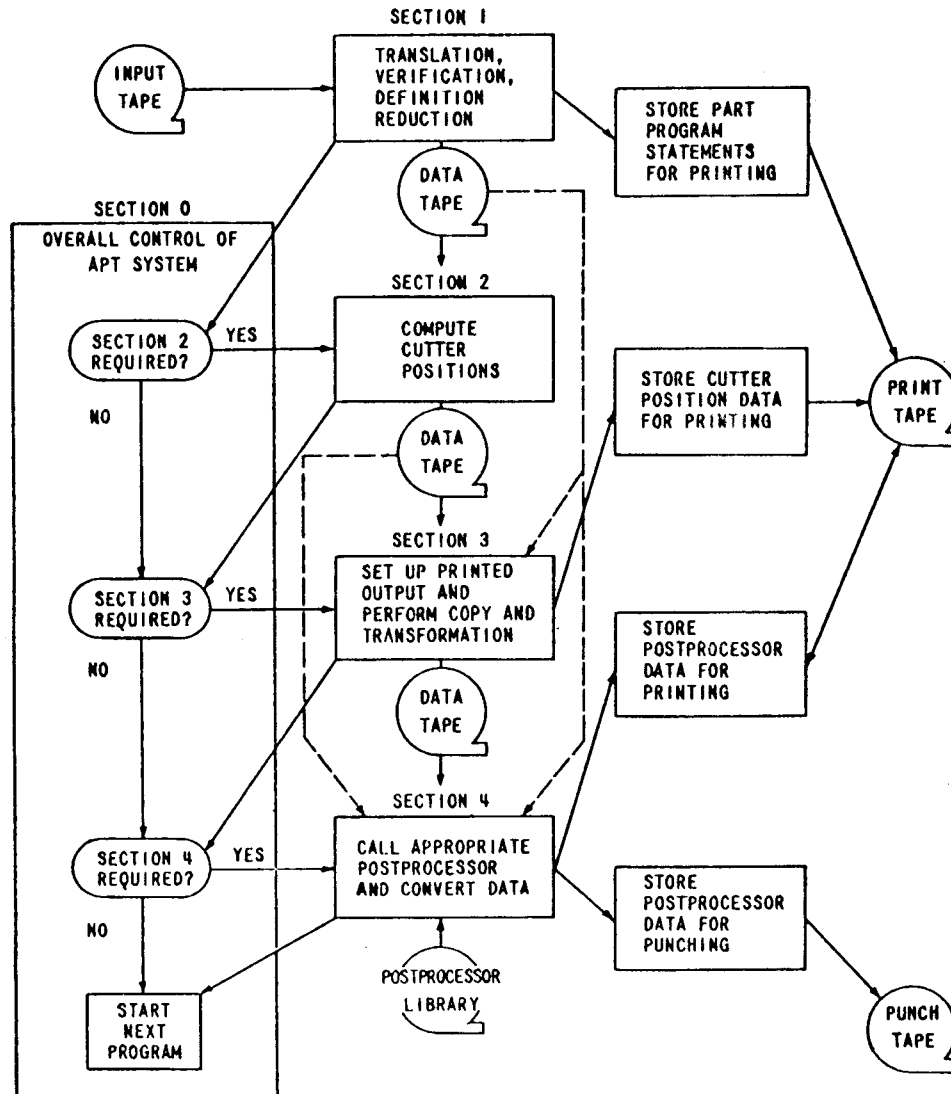 SECTION 1
INPUT
TAPE
TRANSLATION,
VERIFICATION,
DEFINITION
REDUCTION
STORE PART
PROGRAM
STATEMENTS
FOR PRINTING
DATA
TAPE
SECTION 0
OVERALL CONTROL OF
APT SYSTEM
SECTION 2
SECTION 2
REQUIRED?
YES
NO
COMPUTE
CUTTER
POSITIONS
STORE CUTTER
POSITION DATA
FOR PRINTING
PRINT
TAPE
DATA
TAPE
SECTION 3
SECTION 3
REQUIRED?
YES
NO
SET UP PRINTED
OUTPUT AND
PERFORM COPY AND
TRANSFORMATION
STORE
POSTPROCESSOR
DATA FOR
PRINTING
DATA
TAPE
SECTION 4
SECTION 4
REQUIRED?
YES
NO
CALL APPROPRIATE
POSTPROCESSOR
AND CONVERT DATA
STORE
POSTPROCESSOR
DATA FOR
PUNCHING
POSTPROCESSOR
LIBRARY
START
NEXT
PROGRAM
PUNCH
TAPE